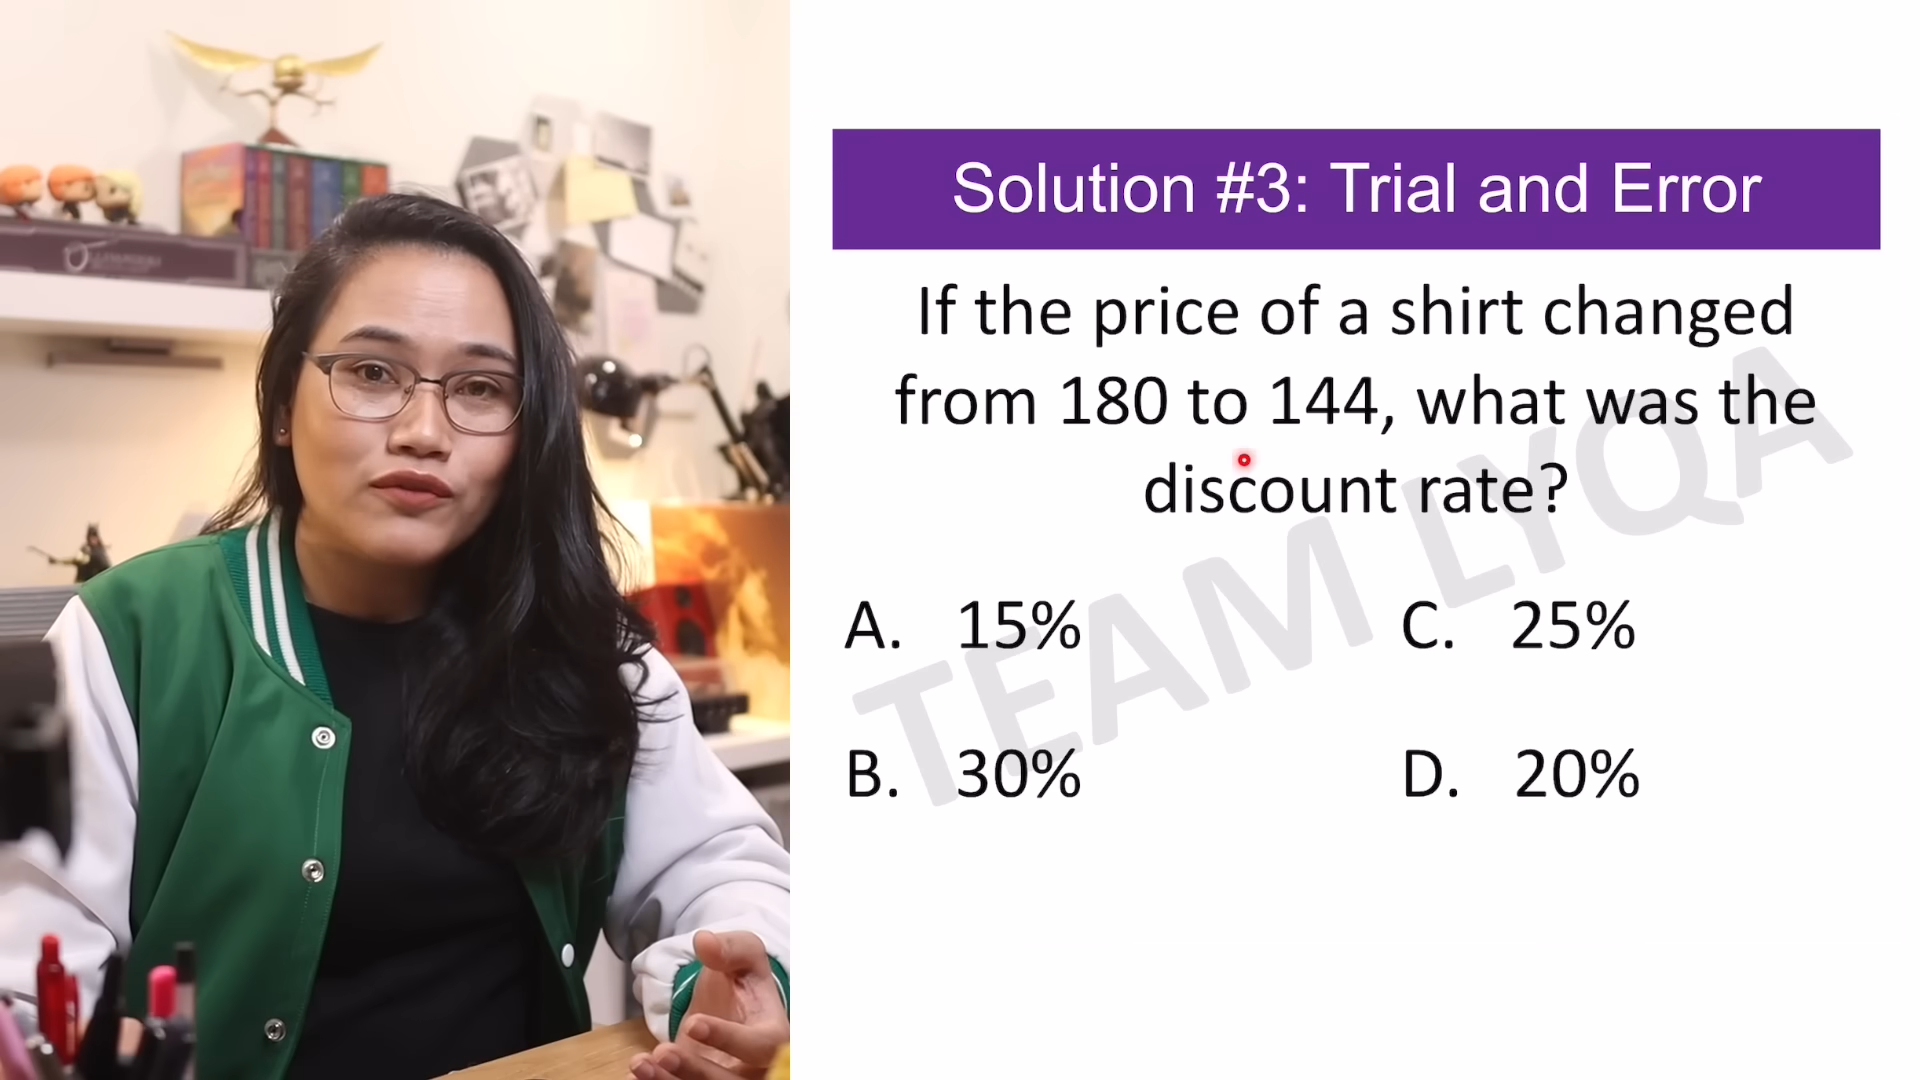 Solution #3: Trial and Error
If the price of a shirt changed
from 180 to 144, what was the
discount rate?
A. 15%
C. 25%
B. 30%
D. 20%
TEAM LYQA